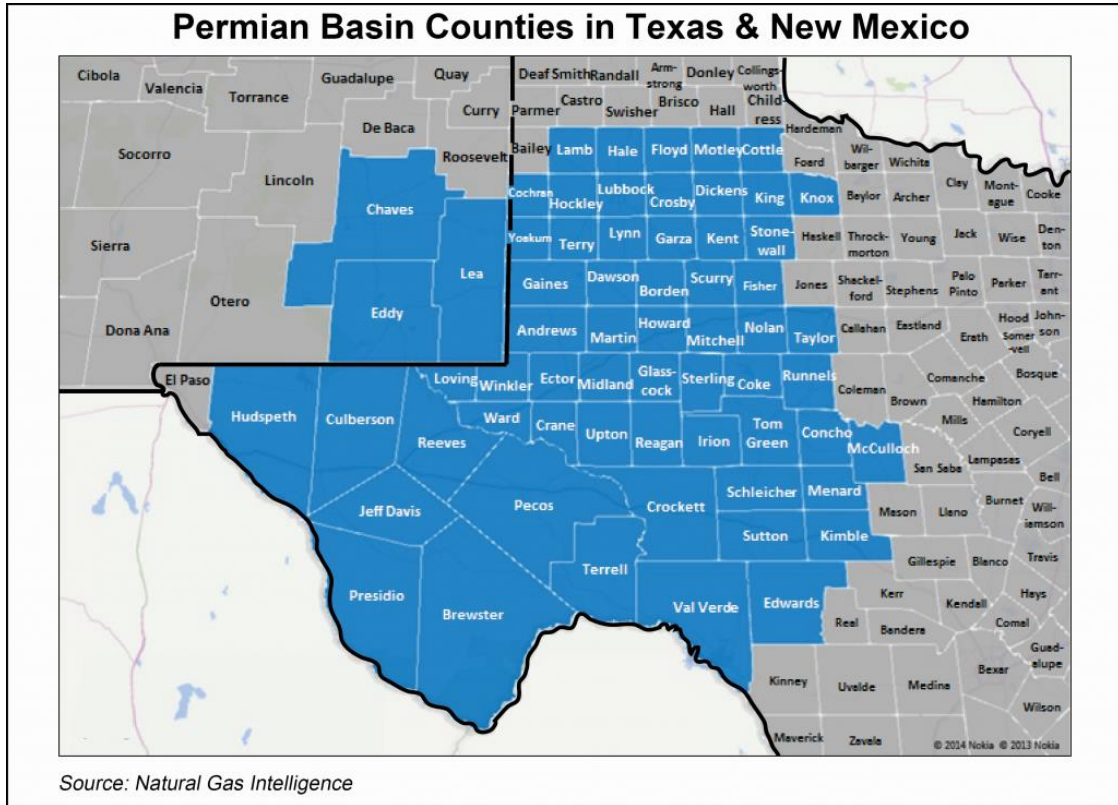 Permian Basin Counties in Texas & New Mexico
Cibola
Valencia
Torrance
Guadalupe
Quay
Curry
De Baca
Roosevelt
Socorro
Lincoln
Chaves
Sierra
Otero
Lea
Eddy
Dona Ana
Deaf Smith
Randall
Arm-
strong
Donley
Collings-
worth
Parmer
Castro
Swisher
Brisco
Hall
Child-
ress
Hardeman
Bailey
Lamb
Hale
Floyd
Motley
Cottle
Foard
Wil-
barger
Wichita
Clay
Mont-
ague
Cooke
Cochran
Hockley
Lubbock
Crosby
Dickens
King
Knox
Baylor
Archer
Yoakum
Terry
Lynn
Garza
Kent
Stone-
wall
Haskell
Throck-
morton
Young
Jack
Wise
Den-
ton
Gaines
Dawson
Borden
Scurry
Fisher
Jones
Shackel-
ford
Stephens
Palo
Pinto
Parker
Tarr-
ant
Andrews
Martin
Howard
Mitchell
Nolan
Taylor
Callahan
Eastland
Erath
Hood
Somer
vell
John-
son
Bosque
El Paso
Hudspeth
Culberson
Loving
Winkler
Ector
Midland
Glass-
cock
Sterling
Coke
Runnels
Coleman
Brown
Comanche
Hamilton
Mills
Coryell
Reeves
Ward
Crane
Upton
Reagan
Irion
Tom
Green
Concho
McCulloch
San Saba
Lampasas
Bell
Jeff Davis
Pecos
Crockett
Schleicher
Menard
Mason
Llano
Burnet
Will-
iamson
Terrell
Sutton
Kimble
Gillespie
Blanco
Travis
Presidio
Brewster
Val Verde
Edwards
Real
Kerr
Bandera
Kendall
Hays
Comal
Guad-
alupe
Kinney
Uvalde
Medina
Bexar
Wilson
Maverick
Zavala
© 2014 Nokia © 2013 Nokia
Source: Natural Gas Intelligence